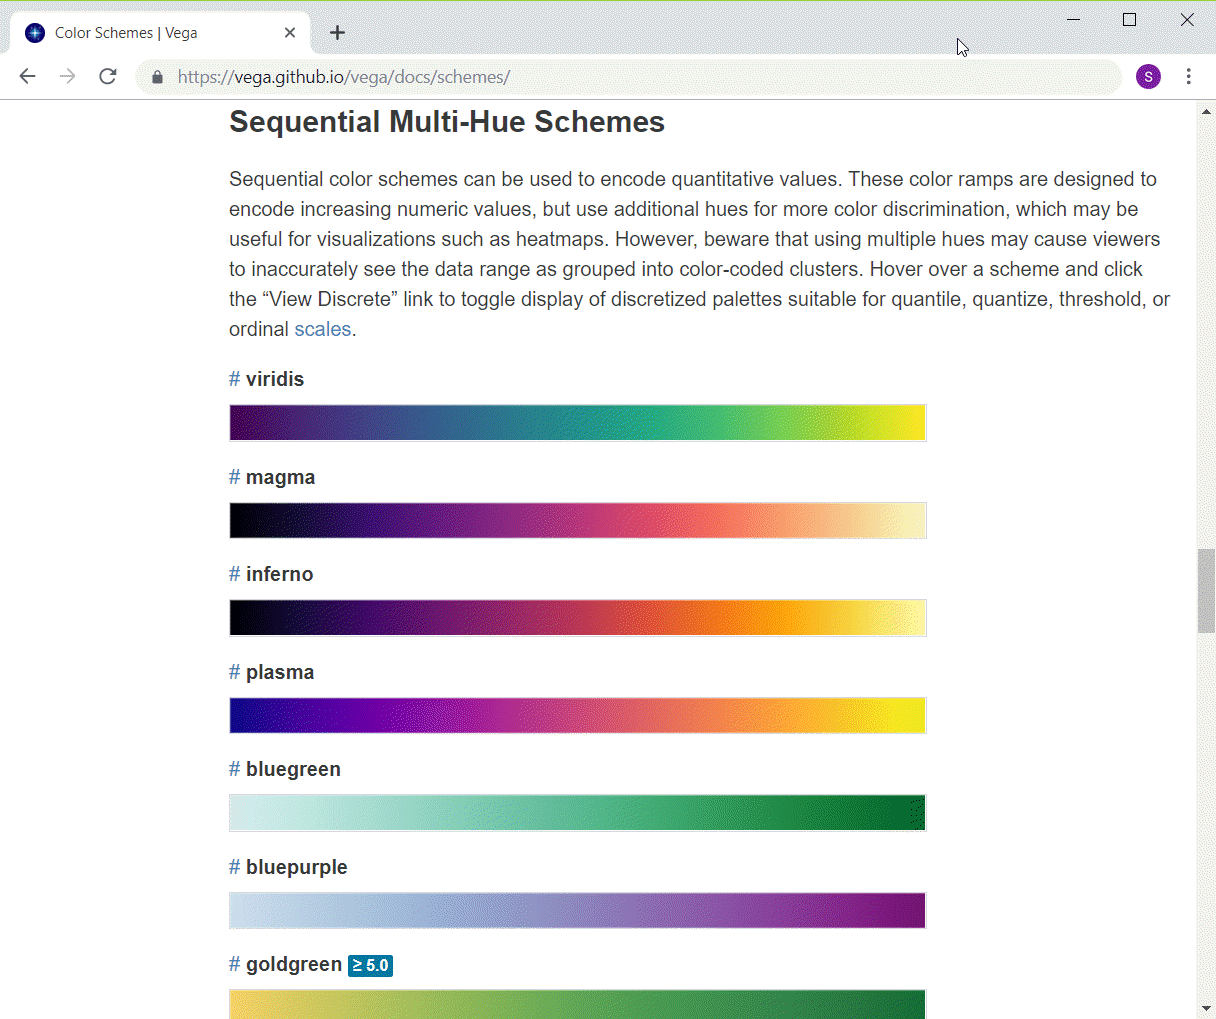 Color Schemes | Vega
https://vega.github.io/vega/docs/schemes/
S
Sequential Multi-Hue Schemes
Sequential color schemes can be used to encode quantitative values. These color ramps are designed to
encode increasing numeric values, but use additional hues for more color discrimination, which may be
useful for visualizations such as heatmaps. However, beware that using multiple hues may cause viewers
to inaccurately see the data range as grouped into color-coded clusters. Hover over a scheme and click
the “View Discrete” link to toggle display of discretized palettes suitable for quantile, quantize, threshold, or
ordinal scales.
# viridis
# magma
# inferno
# plasma
# bluegreen
# bluepurple
# goldgreen ≥ 5.0